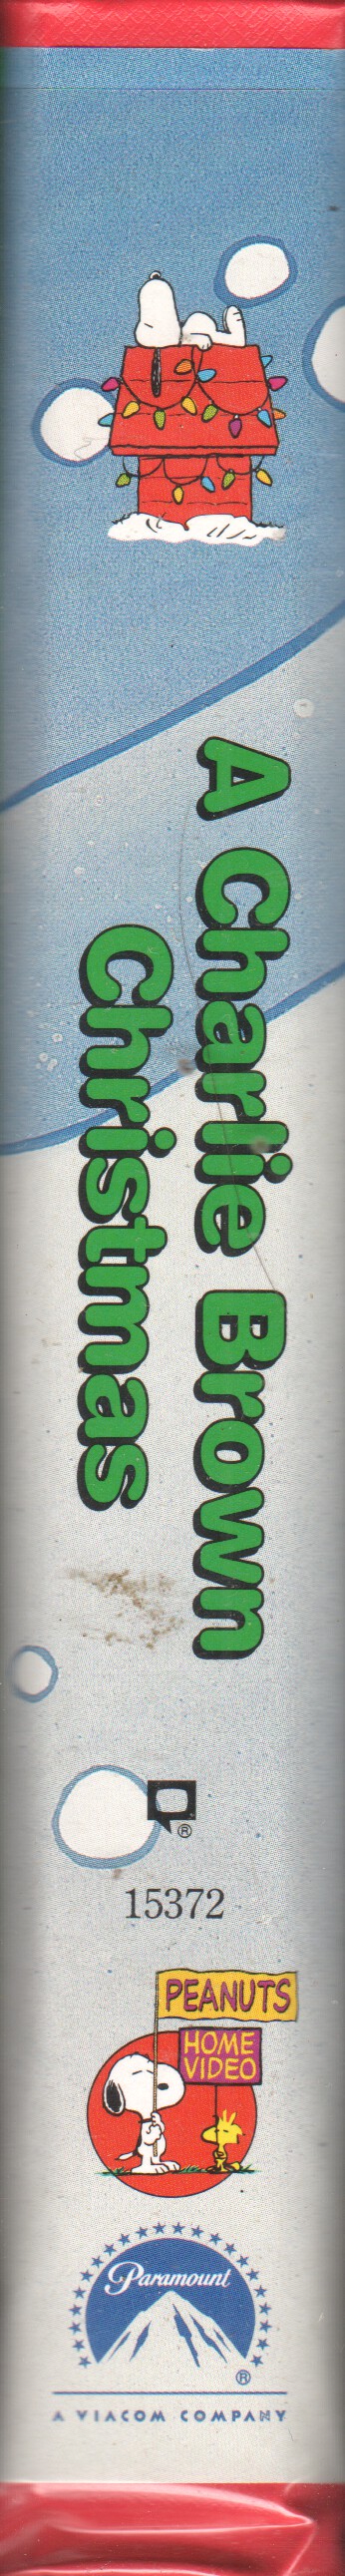 A Charlie Brown
Christmas
®
15372
PEANUTS
HOME
VIDEO
Paramount
®
A VIACOM COMPANY